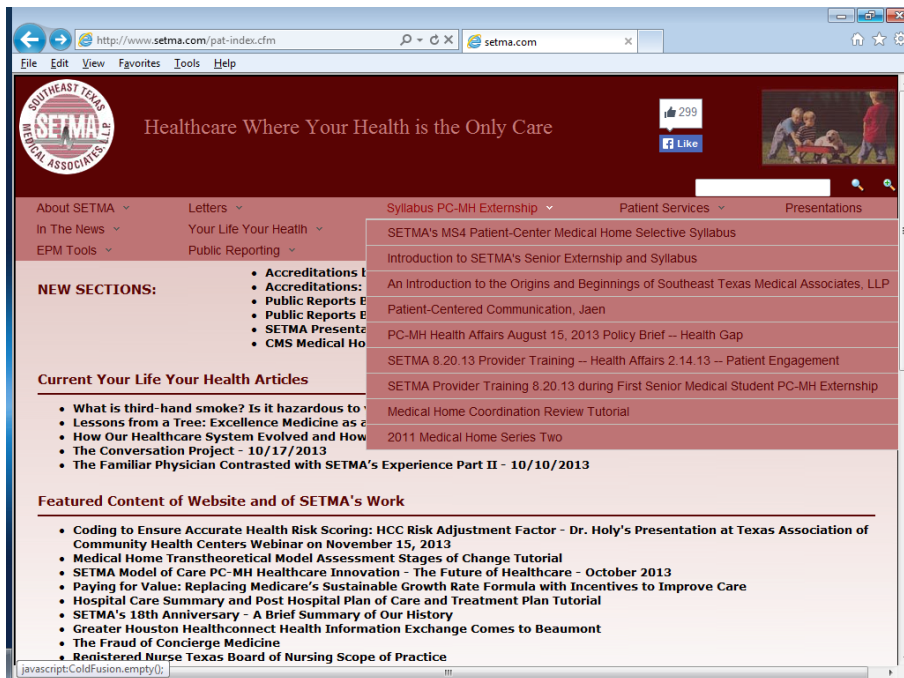 http://www.setma.com/pat-index.cfm
setma.com
File Edit View Favorites Tools Help
SOUTHEAST TEXAS
SETMA
MEDICAL ASSOCIATES, L.L.P.
Healthcare Where Your Health is the Only Care
299
Like
About SETMA Letters Syllabus PC-MH Externship Patient Services Presentations
In The News Your Life Your Heatlh
EPM Tools Public Reporting
SETMA's MS4 Patient-Center Medical Home Selective Syllabus
Introduction to SETMA's Senior Externship and Syllabus
An Introduction to the Origins and Beginnings of Southeast Texas Medical Associates, LLP
Patient-Centered Communication, Jaen
PC-MH Health Affairs August 15, 2013 Policy Brief -- Health Gap
SETMA 8.20.13 Provider Training -- Health Affairs 2.14.13 -- Patient Engagement
SETMA Provider Training 8.20.13 during First Senior Medical Student PC-MH Externship
Medical Home Coordination Review Tutorial
2011 Medical Home Series Two
NEW SECTIONS:
Accreditations
Accreditations:
Public Reports
Public Reports
SETMA
CMS Medical
Current Your Life Your Health Articles
What is third-hand smoke? Is it hazardous to
Lessons from a Tree: Excellence Medicine as
How Our Healthcare System Evolved and How
The Conversation Project - 10/17/2013
The Familiar Physician Contrasted with SETMA's Experience Part II - 10/10/2013
Featured Content of Website and of SETMA's Work
Coding to Ensure Accurate Health Risk Scoring: HCC Risk Adjustment Factor - Dr. Holy's Presentation at Texas Association of
Community Health Centers Webinar on November 15, 2013
Medical Home Transtheoretical Model Assessment Stages of Change Tutorial
SETMA Model of Care PC-MH Healthcare Innovation - The Future of Healthcare - October 2013
Paying for Value: Replacing Medicare's Sustainable Growth Rate Formula with Incentives to Improve Care
Hospital Care Summary and Post Hospital Plan of Care and Treatment Plan Tutorial
SETMA's 18th Anniversary - A Brief Summary of Our History
Greater Houston Healthconnect Health Information Exchange Comes to Beaumont
The Fraud of Concierge Medicine
Registered Nurse Texas Board of Nursing Scope of Practice
javascript:ColdFusion.empty();